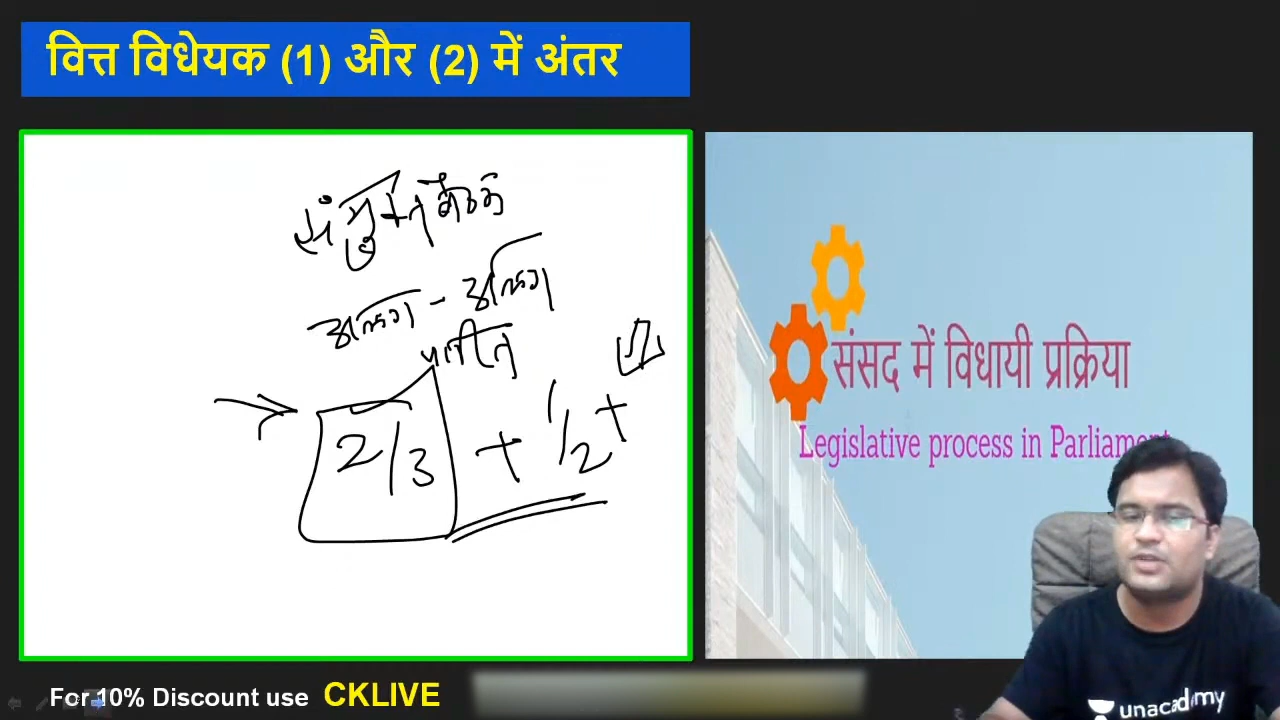 वित्त विधेयक (1) और (2) में अंतर
संयुक्त बैठक
अलग - अलग
पारित
2/3 + 1/2 +
संसद में विधायी प्रक्रिया
Legislative process in Parliament
unacademy
For 10% Discount use CKLIVE